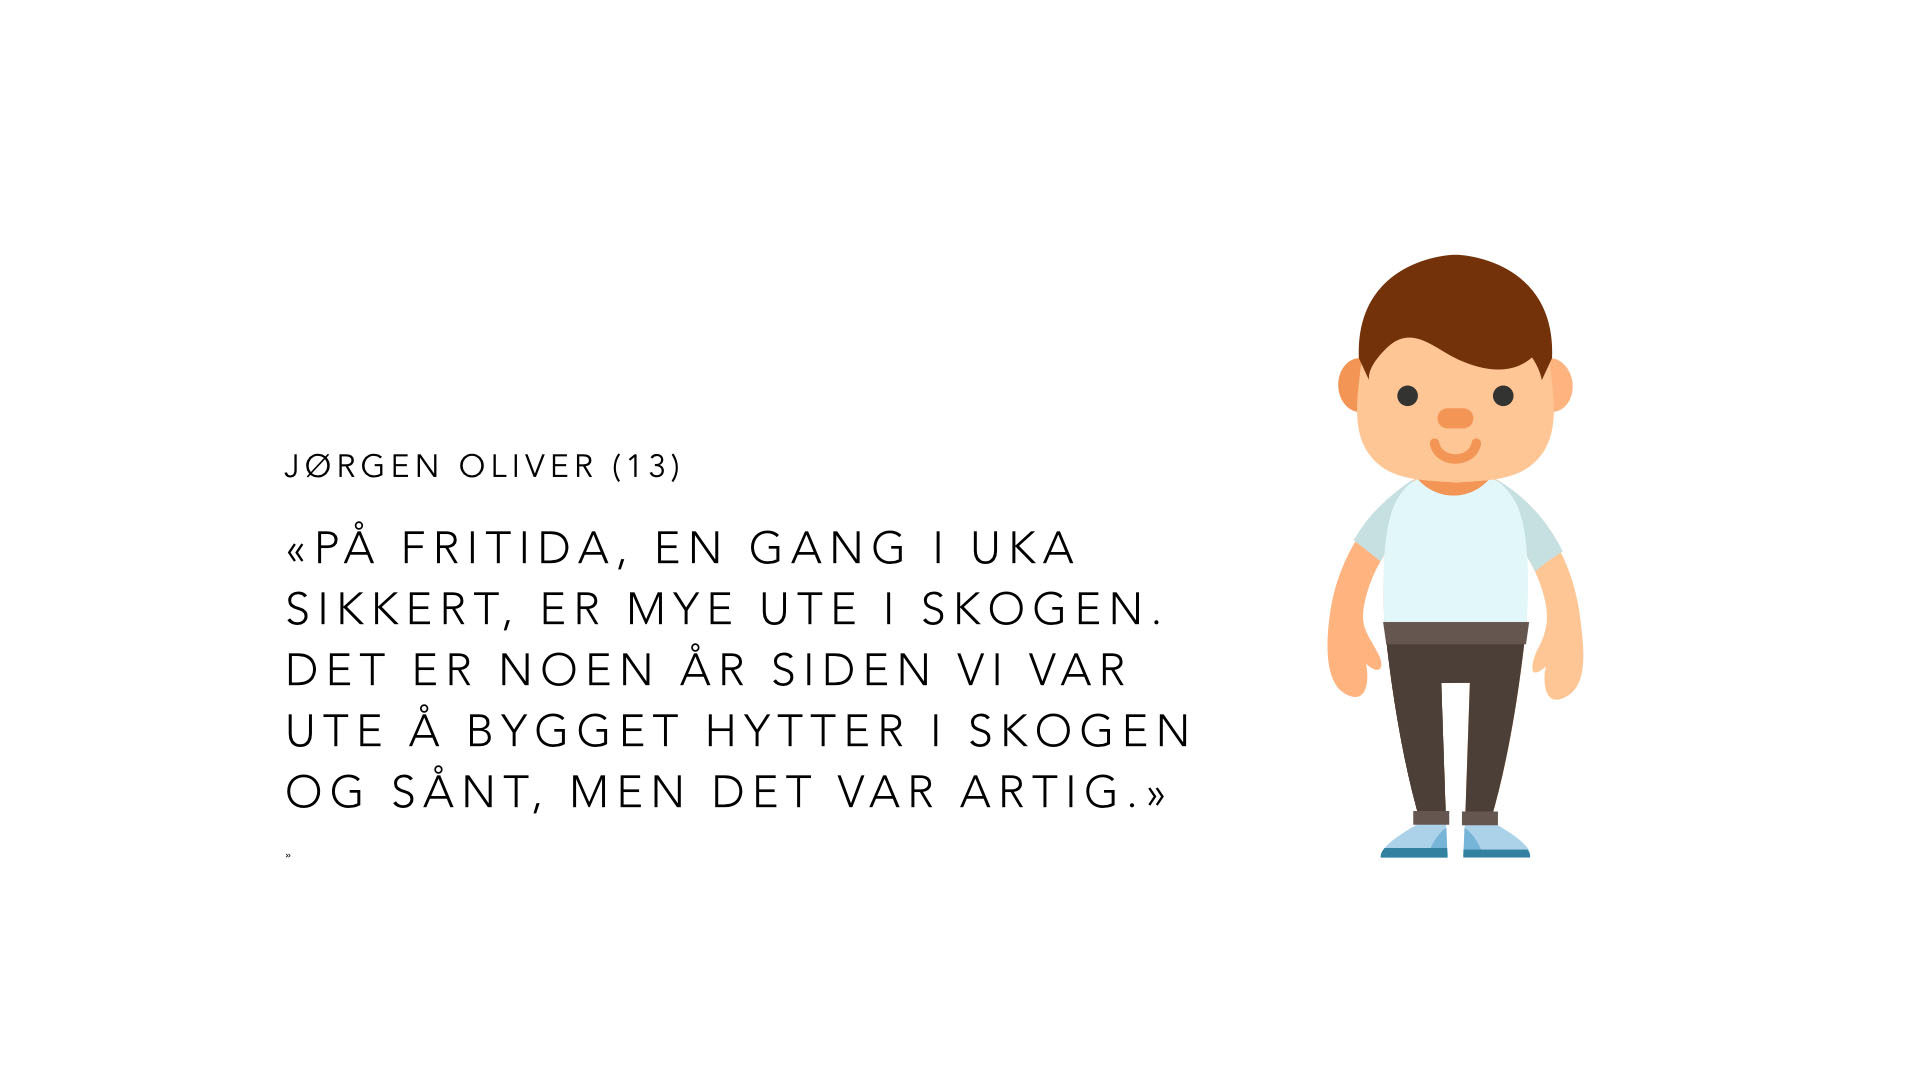 JØRGEN OLIVER (13)
«PÅ FRITIDA, EN GANG I UKA
SIKKERT, ER MYE UTE I SKOGEN.
DET ER NOEN ÅR SIDEN VI VAR
UTE Å BYGGET HYTTER I SKOGEN
OG SÅNT, MEN DET VAR ARTIG.»
»